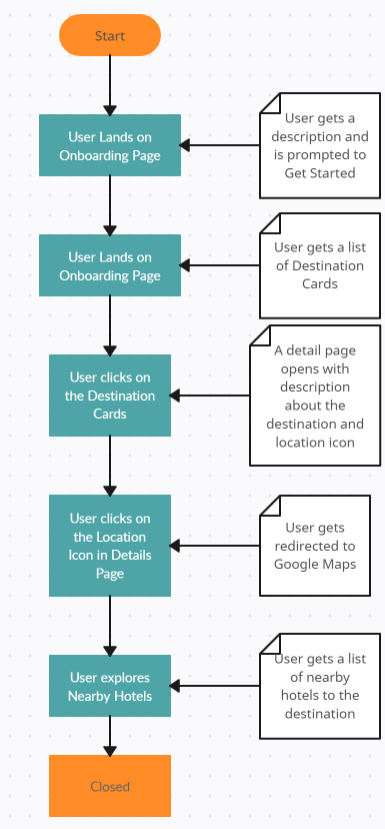 Start
User Lands on
Onboarding Page
User gets a
description and
is prompted to
Get Started
User Lands on
Onboarding Page
User gets a list
of Destination
Cards
User clicks on
the Destination
Cards
A detail page
opens with
description
about the
destination and
location icon
User clicks on
the Location
Icon in Details
Page
User gets
redirected to
Google Maps
User explores
Nearby Hotels
User gets a list
of nearby
hotels to the
destination
Closed